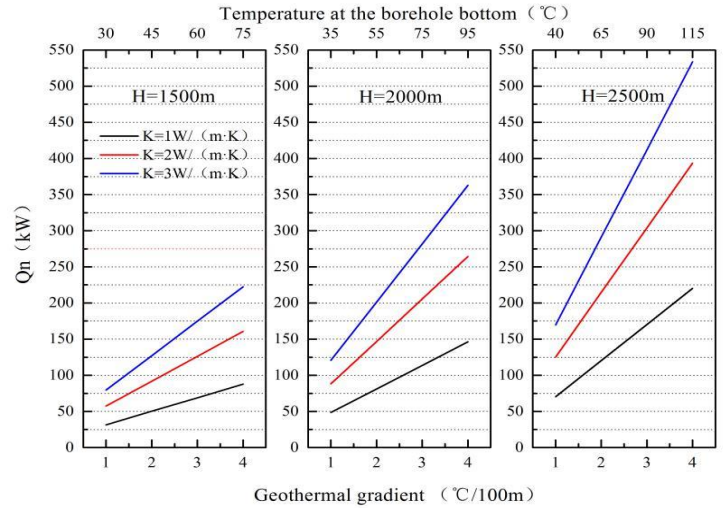 Temperature at the borehole bottom（℃）
30 45 60 75 35 55 75 95 40 65 90 115
H=1500m H=2000m H=2500m
K=1W/（m·K）
K=2W/（m·K）
K=3W/（m·K）
550
500
450
400
350
300
250
200
150
100
50
0
Qn（kW）
1 2 3 4 1 2 3 4 1 2 3 4
Geothermal gradient （℃/100m）